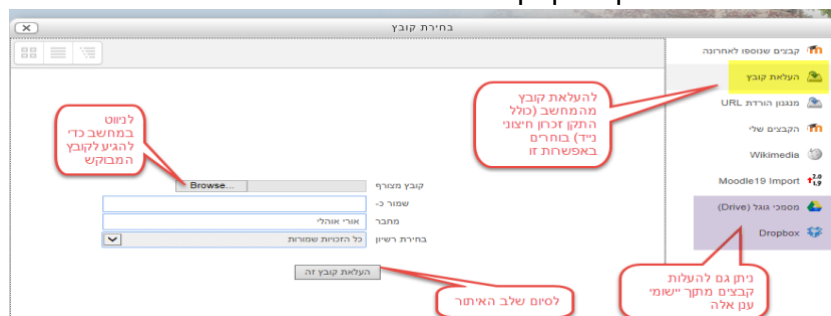 בחירת קובץ
קבצים שנוספו לאחרונה
העלאת קובץ
מנגנון הורדת URL
הקבצים שלי
Wikimedia
Moodle19 Import
מסמכי גוגל (Drive)
Dropbox
להעלאת קובץ
מהמחשב (כולל
התקן זכרון חיצוני
נייד) בוחרים
באפשרות זו
לניווט
במחשב כדי
להגיע לקובץ
המבוקש
קובץ מצורף Browse...
שמור כ-
מחבר אורי אוהלי
בחירת רשיון כל הזכויות שמורות
העלאת קובץ זה
לסיום שלב האיתור
ניתן גם להעלות
קבצים מתוך יישומי
ענן אלה